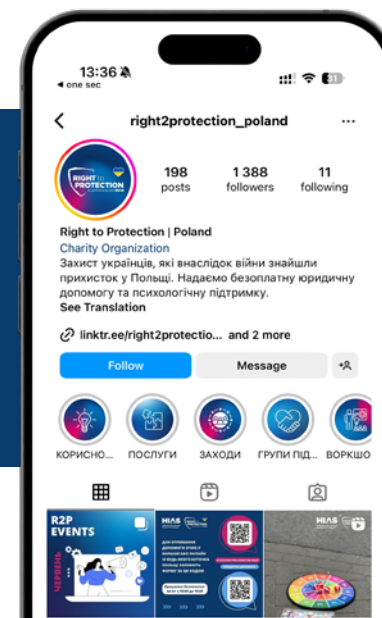 13:36
one sec
31
right2protection_poland
RIGHT to
PROTECTION
198 1 388 11
posts followers following
Right to Protection | Poland
Charity Organization
Захист українців, які внаслідок війни знайшли
прихисток у Польщі. Надаємо безоплатну юридичну
допомогу та психологічну підтримку.
See Translation
linktr.ee/right2protectio... and 2 more
Follow Message
КОРИСНО... ПОСЛУГИ ЗАХОДИ ГРУПИ ПІД... ВОРКШО
R2P
EVENTS
ЧЕРВЕНЬ
HIAS
HIAS